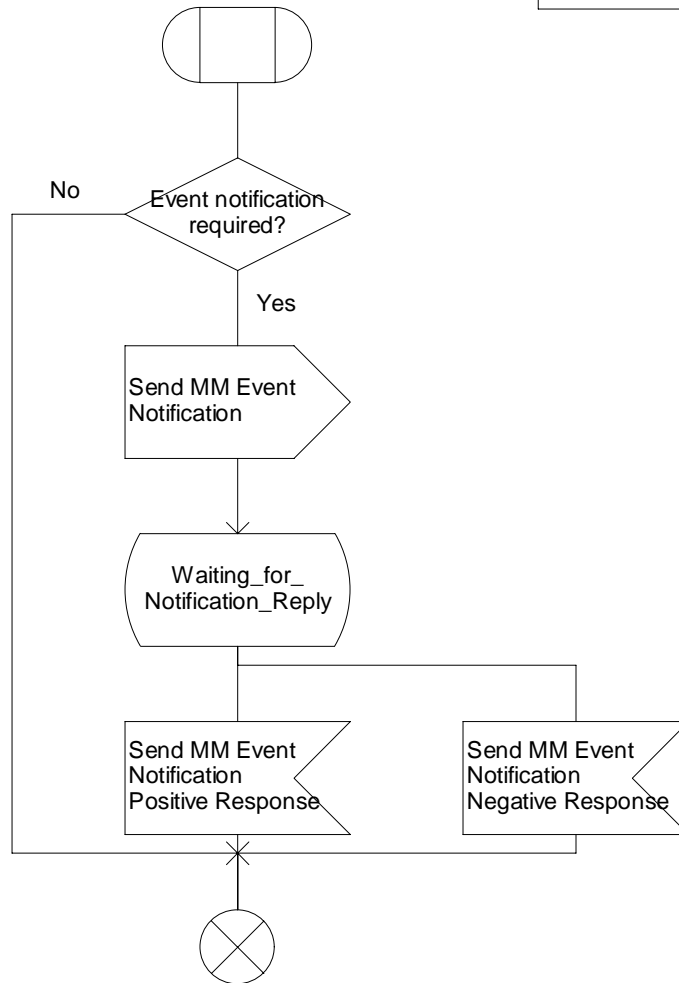 No
Event notification
required?
Yes
Send MM Event
Notification
Waiting_for_
Notification_Reply
Send MM Event
Notification
Positive Response
Send MM Event
Notification
Negative Response